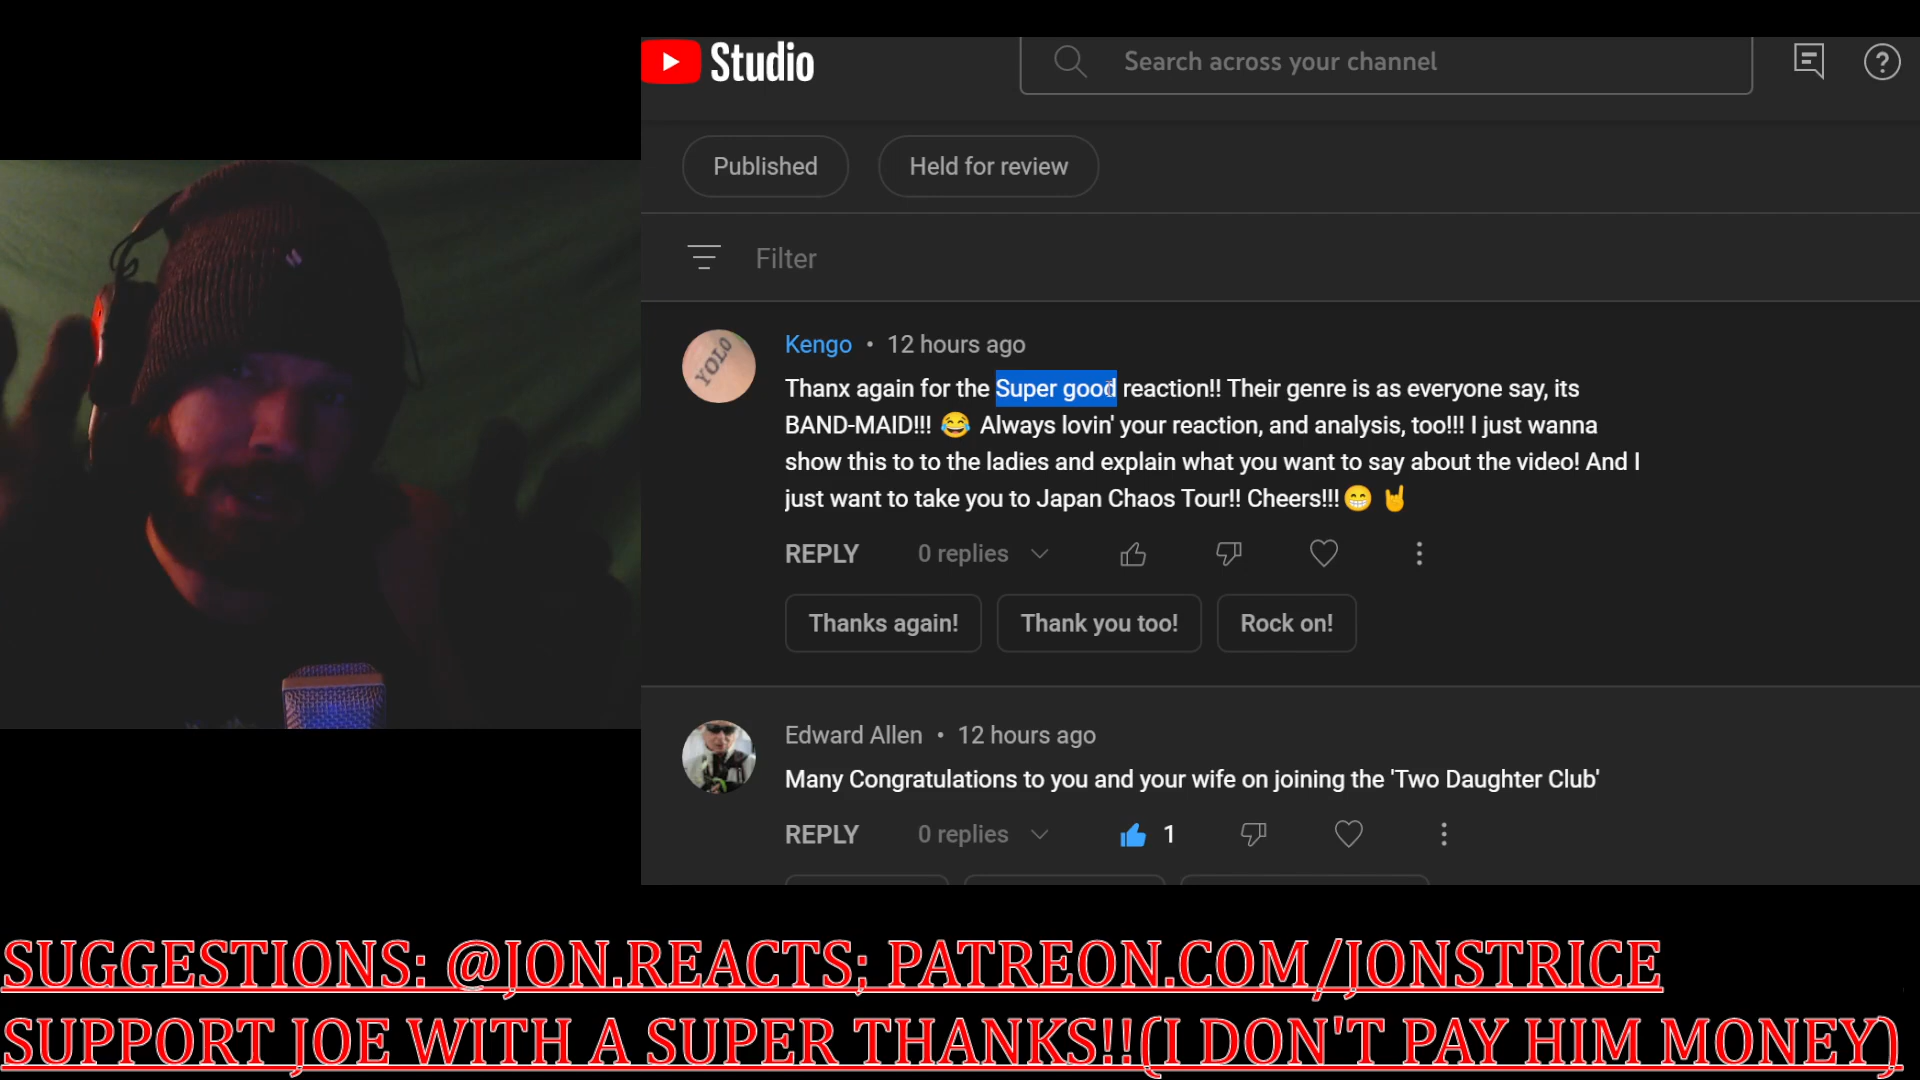 Studio
Search across your channel
Published
Held for review
Filter
YOLO
Kengo • 12 hours ago
Thanx again for the Super good reaction!! Their genre is as everyone say, its
BAND-MAID!!! 😂 Always lovin' your reaction, and analysis, too!!! I just wanna
show this to to the ladies and explain what you want to say about the video! And I
just want to take you to Japan Chaos Tour!! Cheers!!!😁 🤘
REPLY
0 replies
Thanks again!
Thank you too!
Rock on!
Edward Allen • 12 hours ago
Many Congratulations to you and your wife on joining the 'Two Daughter Club'
REPLY
0 replies
1
SUGGESTIONS: @JON.REACTS; PATREON.COM/JONSTRICE
SUPPORT JOE WITH A SUPER THANKS!!(I DON'T PAY HIM MONEY)